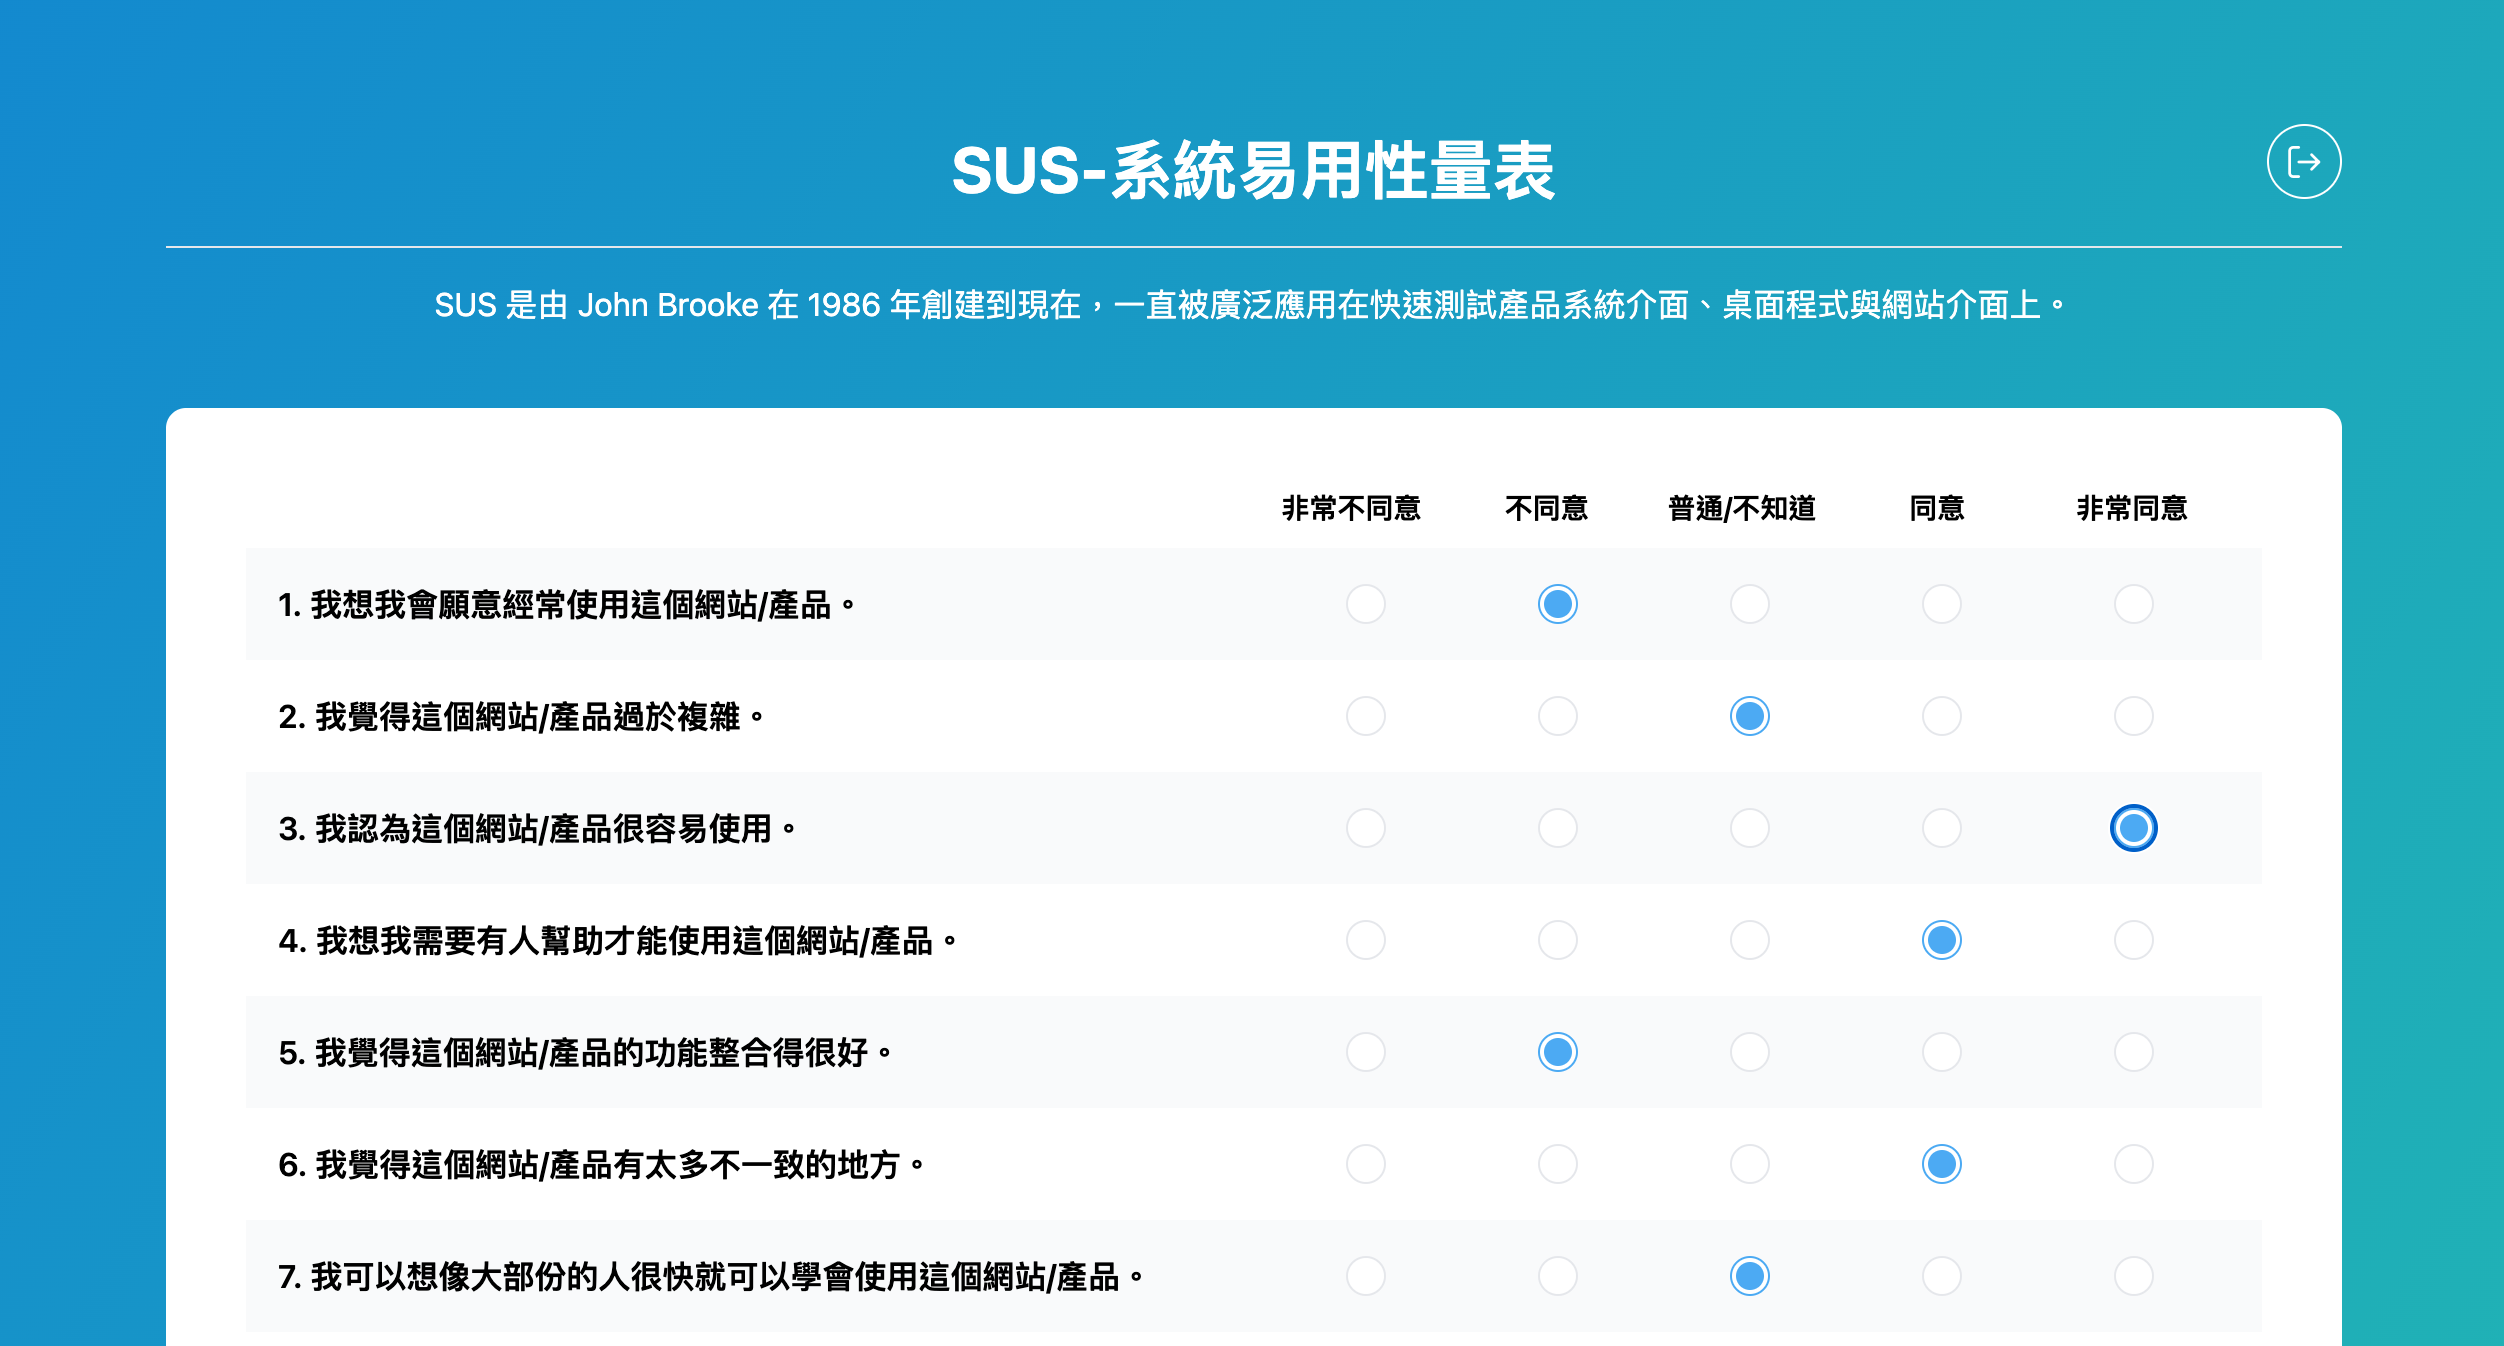 SUS-系統易用性量表
SUS 是由 John Brooke 在 1986 年創建到現在，一直被廣泛應用在快速測試產品系統介面、桌面程式與網站介面上。
非常不同意 不同意 普通/不知道 同意 非常同意
1. 我想我會願意經常使用這個網站/產品。
2. 我覺得這個網站/產品過於複雜。
3. 我認為這個網站/產品很容易使用。
4. 我想我需要有人幫助才能使用這個網站/產品。
5. 我覺得這個網站/產品的功能整合得很好。
6. 我覺得這個網站/產品有太多不一致的地方。
7. 我可以想像大部份的人很快就可以學會使用這個網站/產品。